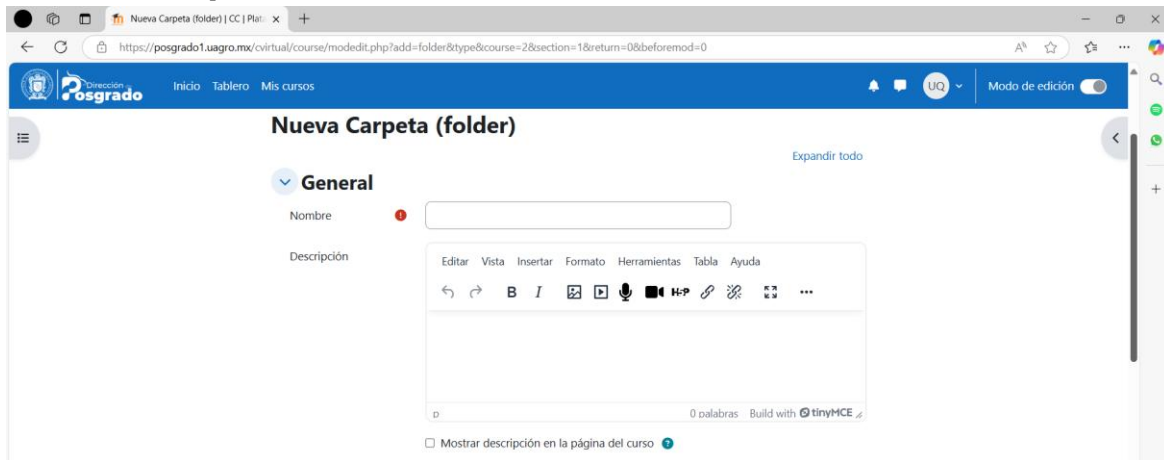 Nueva Carpeta (folder) | CC | Plat
https://posgrado1.uagro.mx/cvirtual/course/modedit.php?add=folder&type&course=2&section=1&return=0&beforemod=0
Dirección
Posgrado
Inicio Tablero Mis cursos
UQ
Modo de edición
Nueva Carpeta (folder)
Expandir todo
General
Nombre
Descripción
Editar Vista Insertar Formato Herramientas Tabla Ayuda
B I H-P
p
0 palabras Build with tinyMCE
Mostrar descripción en la página del curso